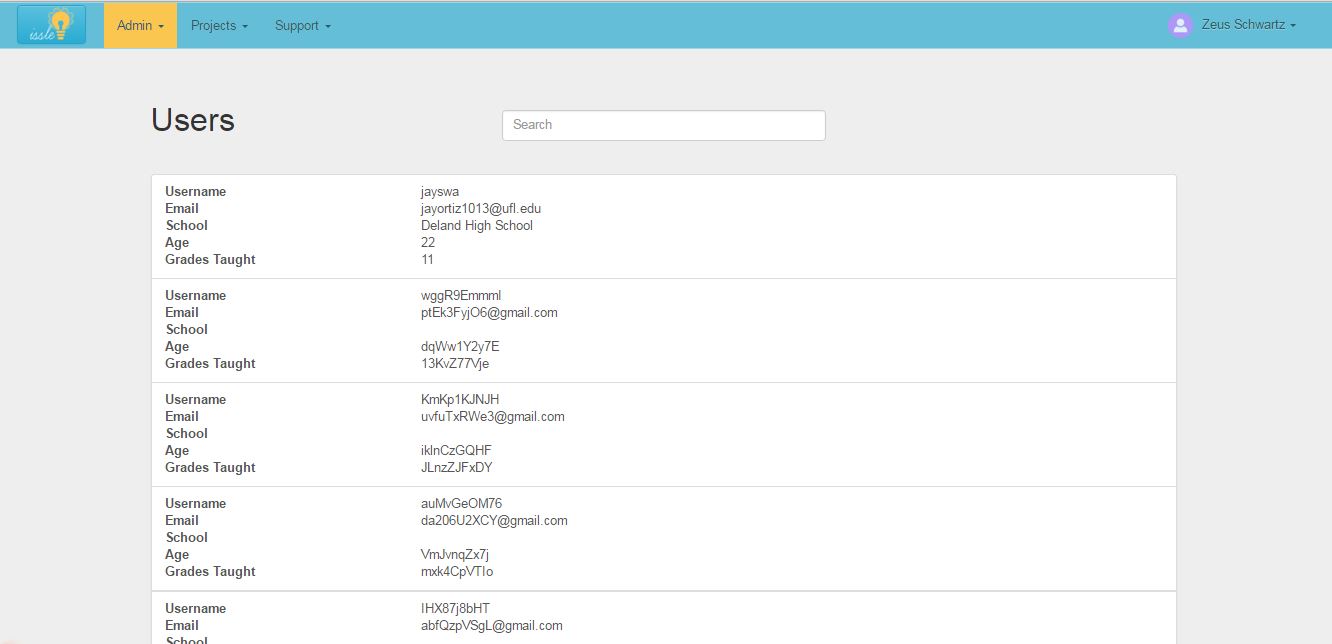 issle Admin Projects Support Zeus Schwartz
Users
Search
Username jayswa
Email jayortiz1013@ufl.edu
School Deland High School
Age 22
Grades Taught 11
Username wggR9Emmml
Email ptEk3FyjO6@gmail.com
School
Age dqWw1Y2y7E
Grades Taught 13KvZ77Vje
Username KmKp1KJNJH
Email uvfuTxRWe3@gmail.com
School
Age iklnCzGQHF
Grades Taught JLnzZJFxDY
Username auMvGeOM76
Email da206U2XCY@gmail.com
School
Age VmJvnqZx7j
Grades Taught mxk4CpVTIo
Username IHX87j8bHT
Email abfQzpVSgL@gmail.com
School